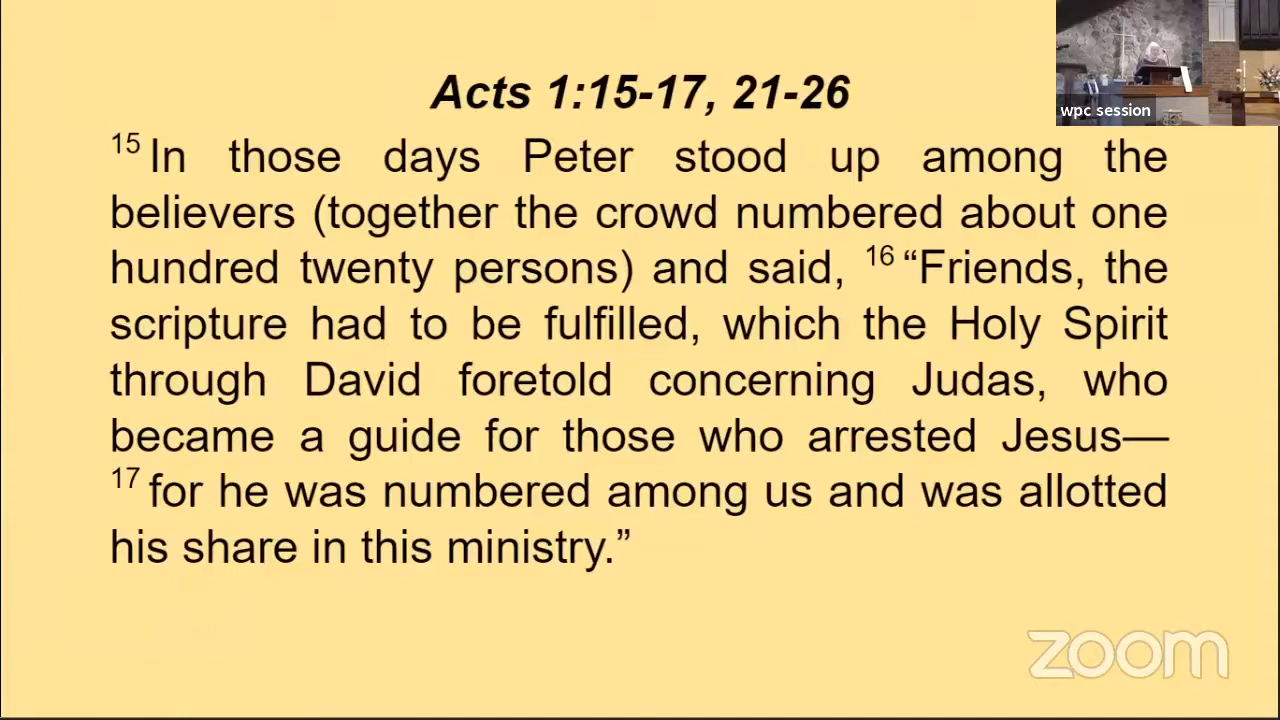 Acts 1:15-17, 21-26
15 In those days Peter stood up among the
believers (together the crowd numbered about one
hundred twenty persons) and said, 16 “Friends, the
scripture had to be fulfilled, which the Holy Spirit
through David foretold concerning Judas, who
became a guide for those who arrested Jesus—
17 for he was numbered among us and was allotted
his share in this ministry.”
wpc session
zoom